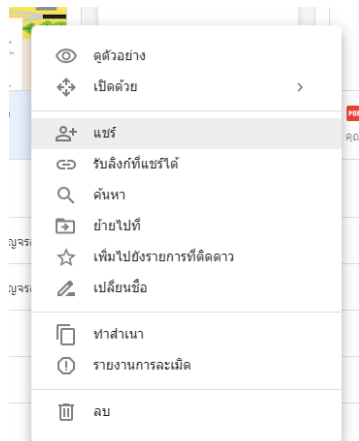 ดูตัวอย่าง
เปิดด้วย
แชร์
รับลิงก์ที่แชร์ได้
ค้นหา
ย้ายไปที่
เพิ่มไปยังรายการที่ติดดาว
เปลี่ยนชื่อ
ทำสำเนา
รายงานการละเมิด
ลบ